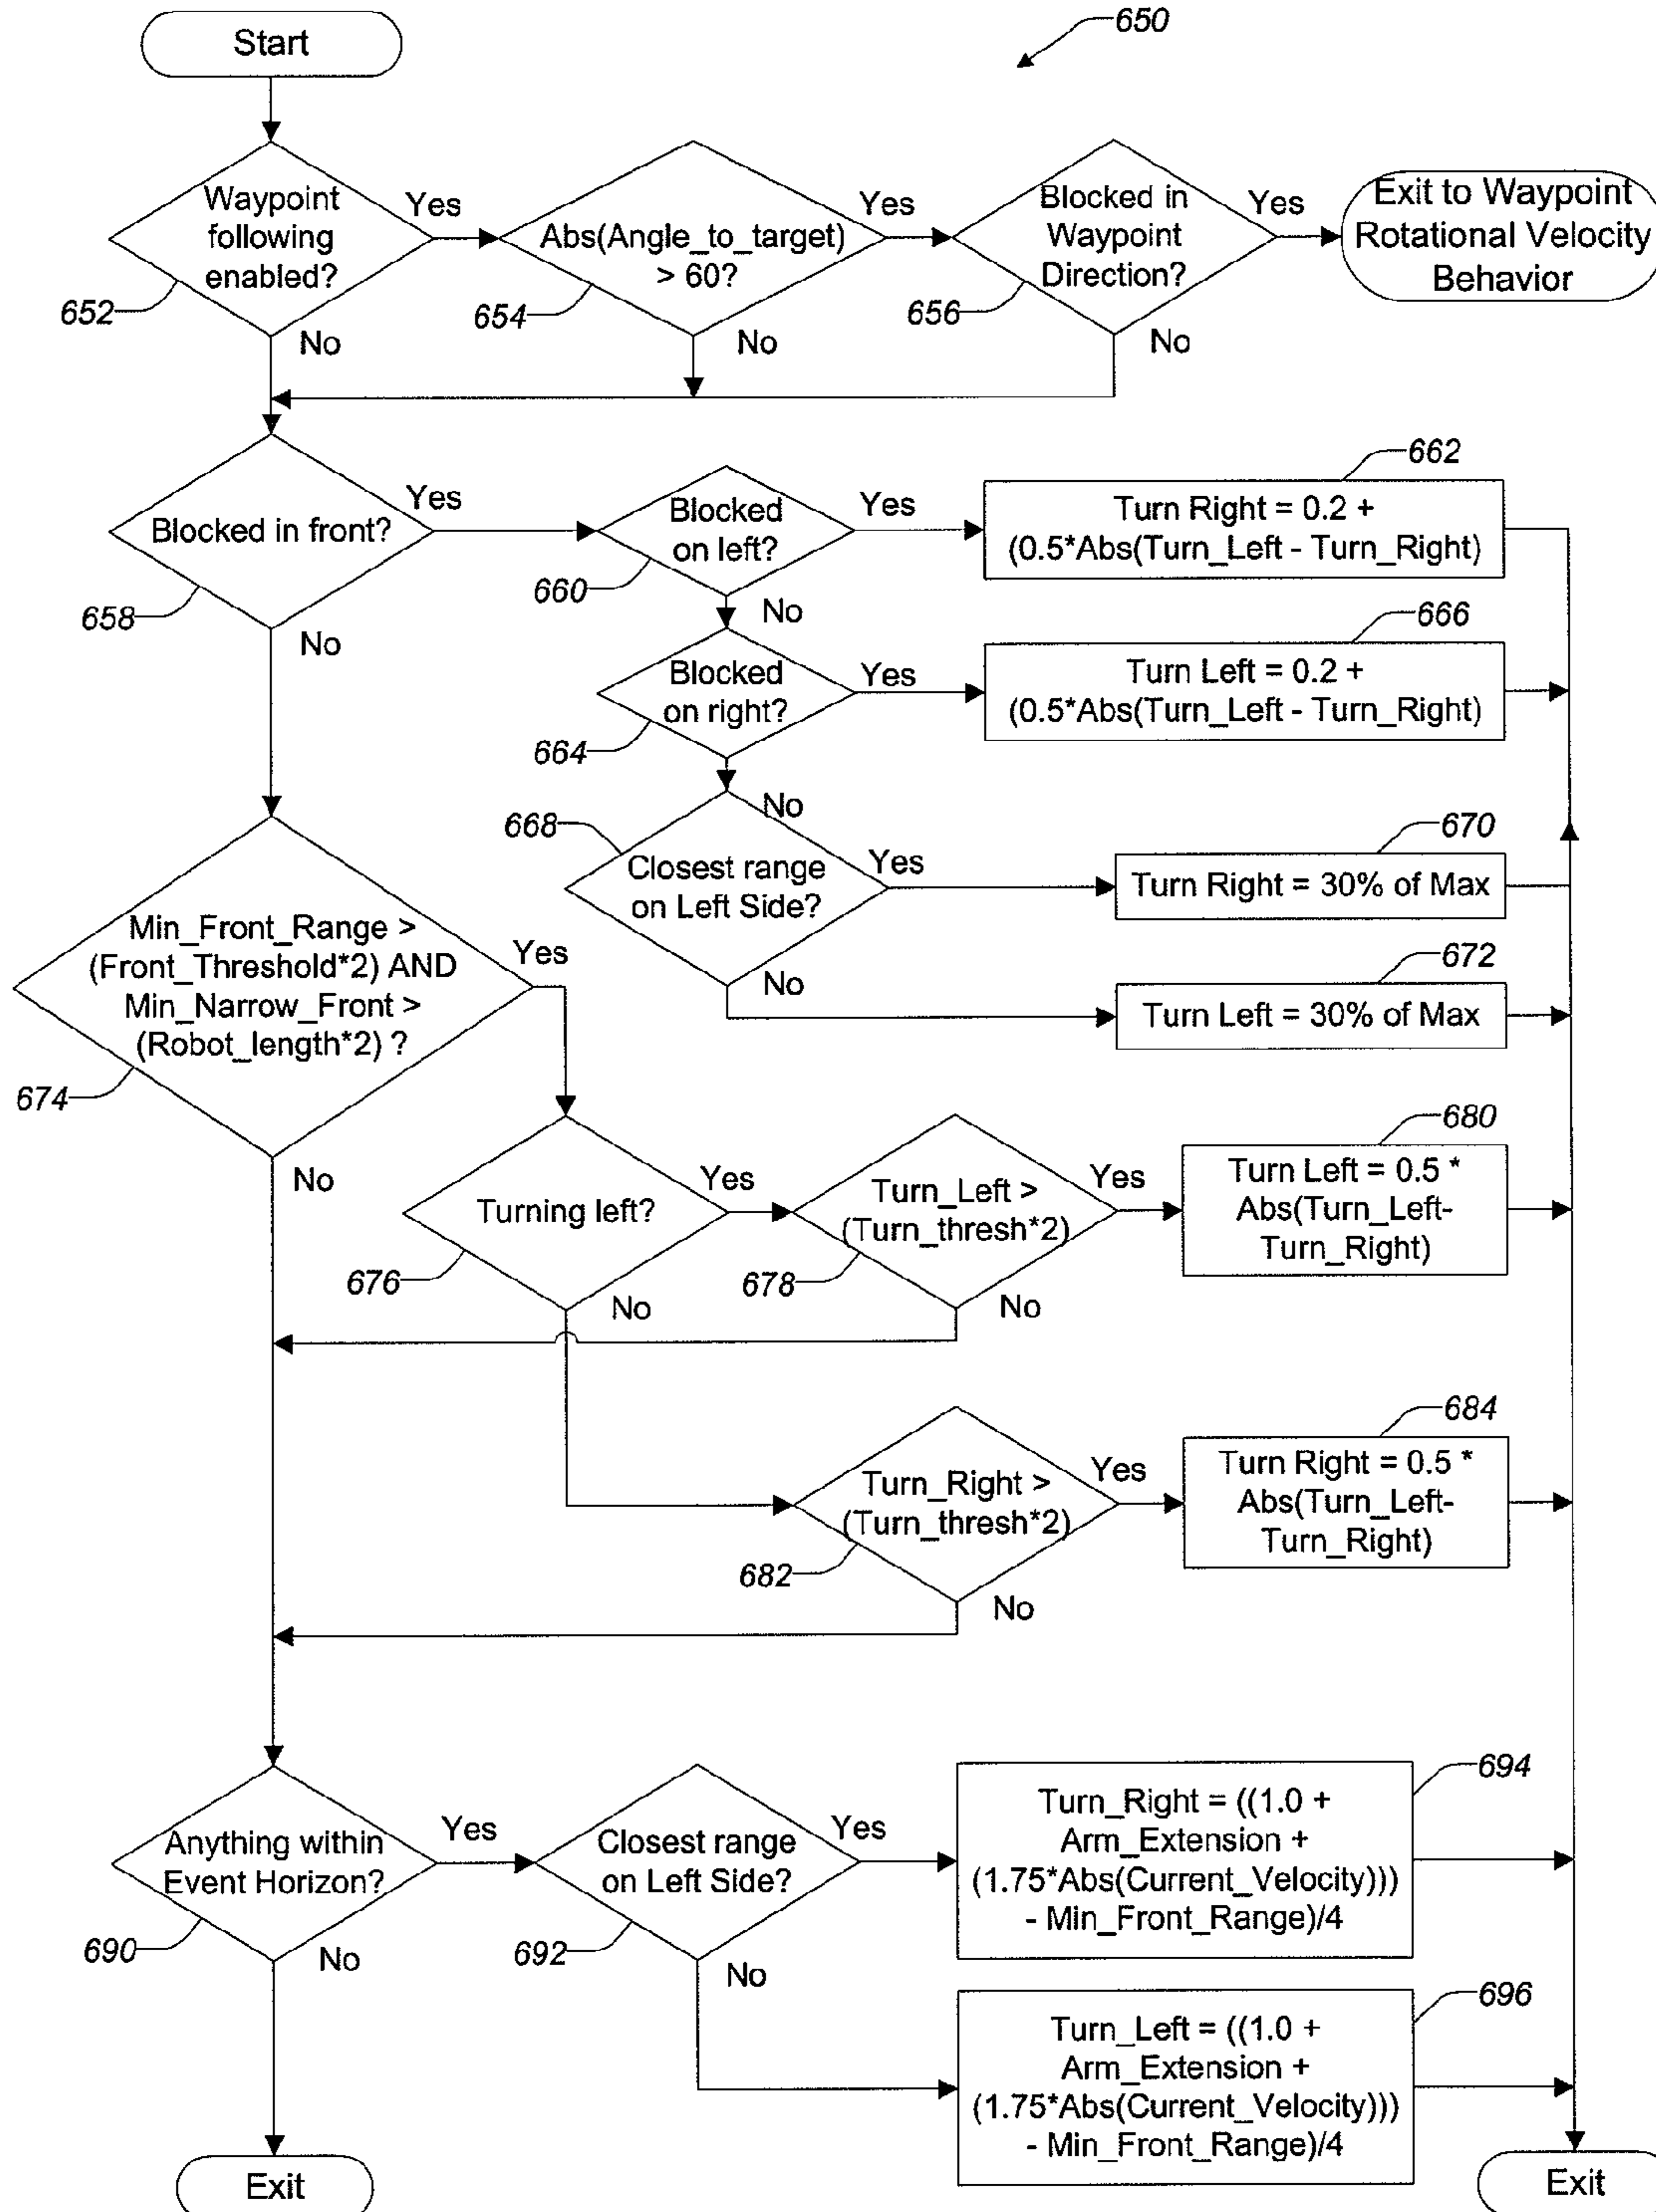 Start
650
Waypoint
following
enabled?
Yes
652
No
Abs(Angle_to_target)
> 60?
Yes
654
No
Blocked in
Waypoint
Direction?
Yes
656
No
Exit to Waypoint
Rotational Velocity
Behavior
Blocked in front?
Yes
658
No
Blocked
on left?
Yes
660
No
662
Turn Right = 0.2 +
(0.5*Abs(Turn_Left - Turn_Right)
Blocked
on right?
Yes
664
No
666
Turn Left = 0.2 +
(0.5*Abs(Turn_Left - Turn_Right)
668
Closest range
on Left Side?
Yes
No
670
Turn Right = 30% of Max
672
Turn Left = 30% of Max
Min_Front_Range >
(Front_Threshold*2) AND
Min_Narrow_Front >
(Robot_length*2) ?
Yes
674
No
Turning left?
Yes
676
No
Turn_Left >
(Turn_thresh*2)
Yes
678
No
680
Turn Left = 0.5 *
Abs(Turn_Left-
Turn_Right)
Turn_Right >
(Turn_thresh*2)
Yes
682
No
684
Turn Right = 0.5 *
Abs(Turn_Left-
Turn_Right)
Anything within
Event Horizon?
Yes
690
No
Closest range
on Left Side?
Yes
692
No
694
Turn_Right = ((1.0 +
Arm_Extension +
(1.75*Abs(Current_Velocity)))
- Min_Front_Range)/4
696
Turn_Left = ((1.0 +
Arm_Extension +
(1.75*Abs(Current_Velocity)))
- Min_Front_Range)/4
Exit
Exit